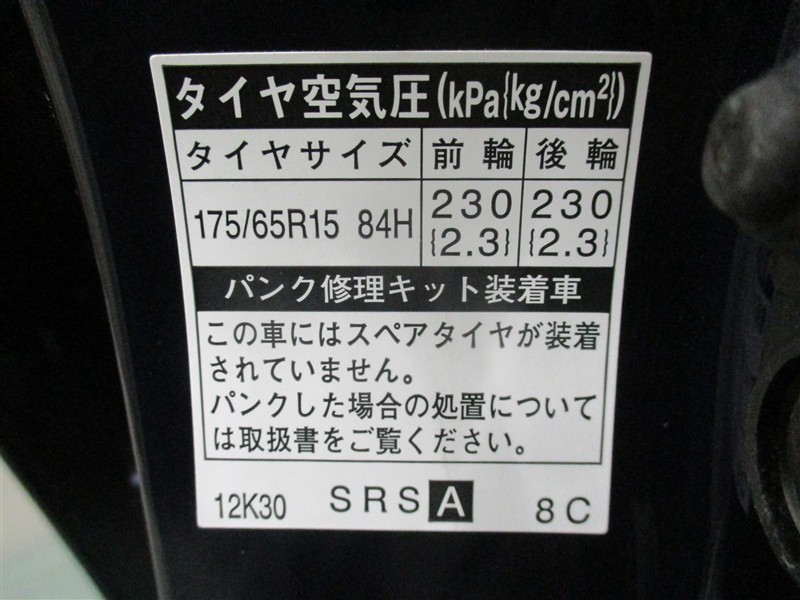 タイヤ空気圧(kPa{kg/cm²})
タイヤサイズ 前輪 後輪
175/65R15 84H 230 {2.3} 230 {2.3}
パンク修理キット装着車
この車にはスペアタイヤが装着
されていません。
パンクした場合の処置について
は取扱書をご覧ください。
12K30 SRS A 8C